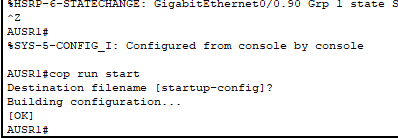 %HSRP-6-STATECHANGE: GigabitEthernet0/0.90 Grp 1 state S
^Z
AUSR1#
%SYS-5-CONFIG_I: Configured from console by console

AUSR1#cop run start
Destination filename [startup-config]?
Building configuration...
[OK]
AUSR1#